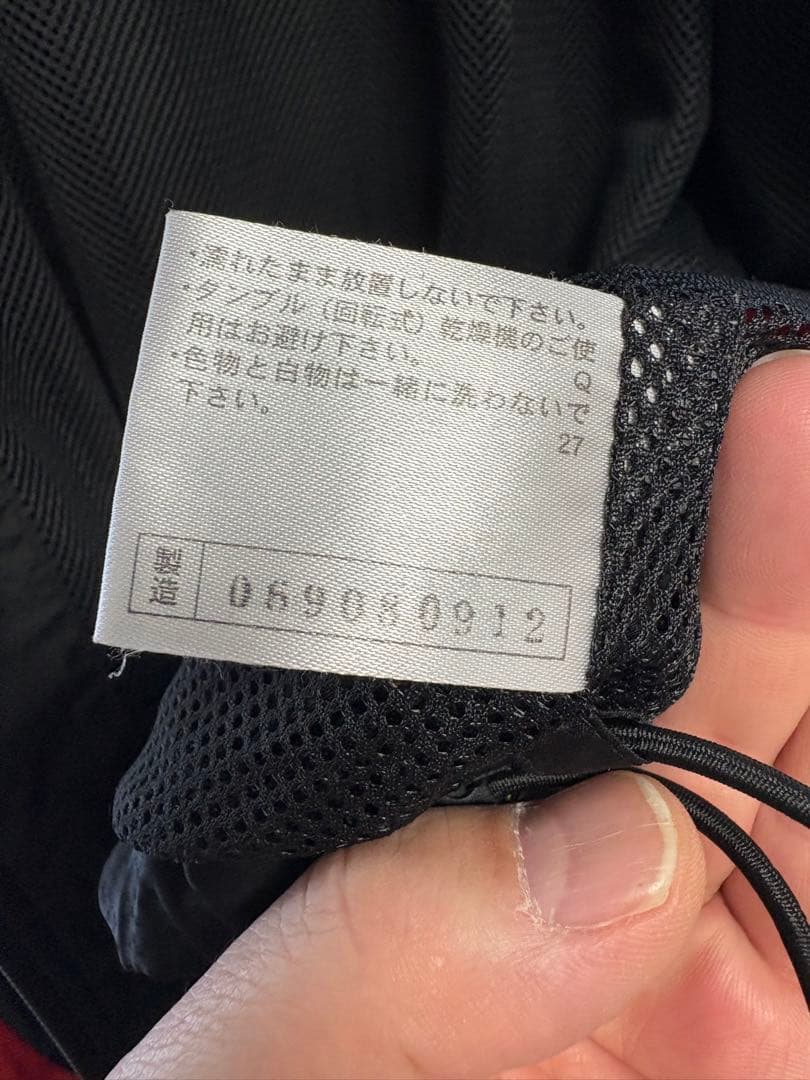 ・濡れたまま放置しないで下さい。
・タンブル（回転式）乾燥機のご使
用はお避け下さい。
Q
・色物と白物は一緒に洗わないで
下さい。
27
製造 069080912